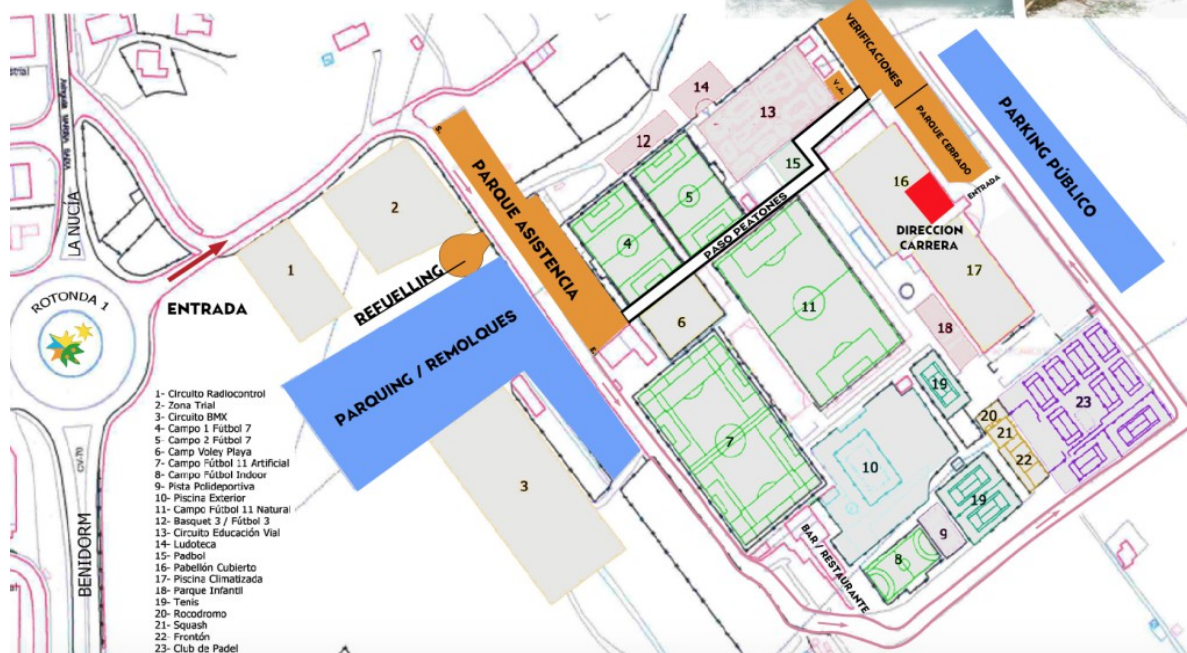 VERIFICACIONES
V.A.
PARQUE CERRADO
PARKING PÚBLICO
14
13
12
15
16
ENTRADA
S.
PARQUE ASISTENCIA
5
4
PASO PEATONES
DIRECCION
CARRERA
17
2
1
REFUELLING
LA NUCÍA
ENTRADA
ROTONDA 1
11
6
18
PARQUING / REMOLQUES
E.
19
23
20
21
22
7
10
19
3
9
8
BAR / RESTAURANTE
CV-70
BENIDORM
1- Circuito Radiocontrol
2- Zona Trial
3- Circuito BMX
4- Campo 1 Fútbol 7
5- Campo 2 Fútbol 7
6- Camp Voley Playa
7- Campo Fútbol 11 Artificial
8- Campo Fútbol Indoor
9- Pista Polideportiva
10- Piscina Exterior
11- Campo Fútbol 11 Natural
12- Basquet 3 / Fútbol 3
13- Circuito Educación Vial
14- Ludoteca
15- Padbol
16- Pabellón Cubierto
17- Piscina Climatizada
18- Parque Infantil
19- Tenis
20- Rocodromo
21- Squash
22- Frontón
23- Club de Padel